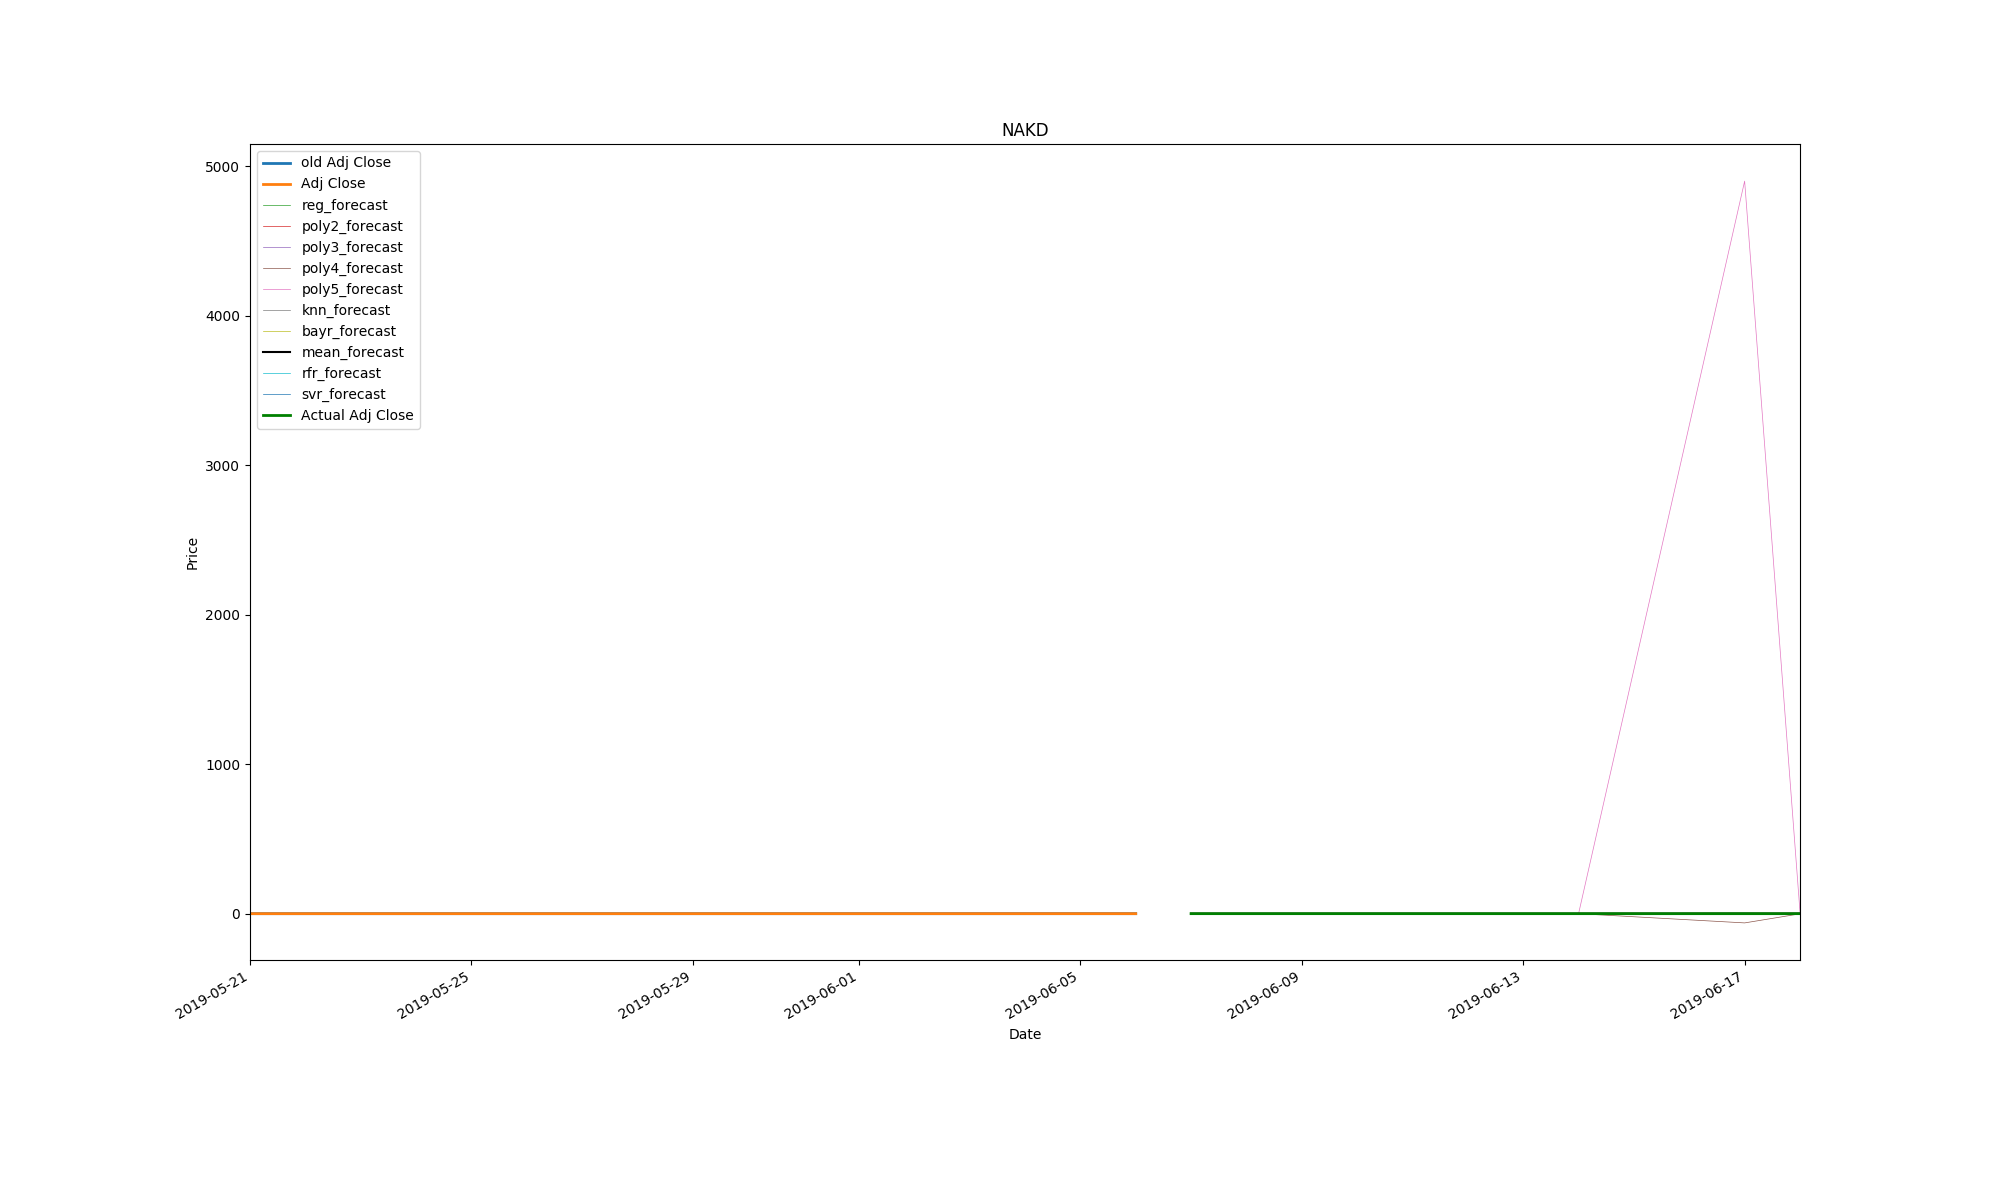 NAKD
5000
4000
3000
2000
1000
0
Price
old Adj Close
Adj Close
reg_forecast
poly2_forecast
poly3_forecast
poly4_forecast
poly5_forecast
knn_forecast
bayr_forecast
mean_forecast
rfr_forecast
svr_forecast
Actual Adj Close
2019-05-21
2019-05-25
2019-05-29
2019-06-01
2019-06-05
2019-06-09
2019-06-13
2019-06-17
Date